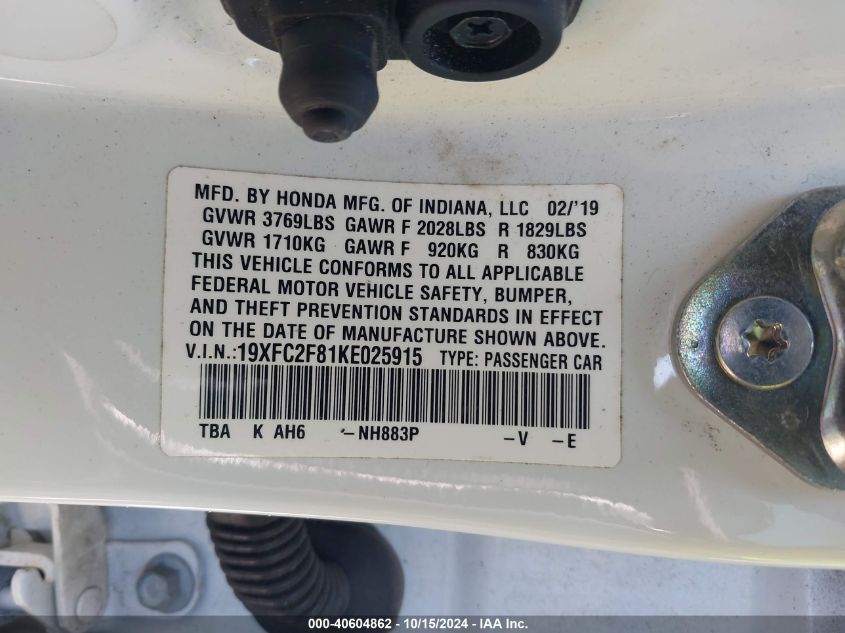 MFD. BY HONDA MFG. OF INDIANA, LLC 02/'19
GVWR 3769LBS GAWR F 2028LBS R 1829LBS
GVWR 1710KG GAWR F 920KG R 830KG
THIS VEHICLE CONFORMS TO ALL APPLICABLE
FEDERAL MOTOR VEHICLE SAFETY, BUMPER,
AND THEFT PREVENTION STANDARDS IN EFFECT
ON THE DATE OF MANUFACTURE SHOWN ABOVE.
V.I.N.:19XFC2F81KE025915 TYPE: PASSENGER CAR
TBA K AH6 -NH883P -V -E
000-40604862 - 10/15/2024 - IAA Inc.